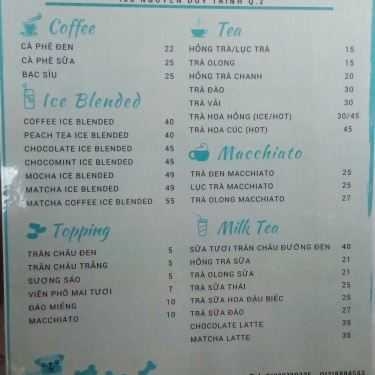 NGUYỄN DUY TRINH Q.2
Coffee
CÀ PHÊ ĐEN 22
CÀ PHÊ SỮA 25
BẠC SỈU 25
Ice Blended
COFFEE ICE BLENDED 40
PEACH TEA ICE BLENDED 40
CHOCOLATE ICE BLENDED 45
CHOCOMINT ICE BLENDED 45
MOCHA ICE BLENDED 49
MATCHA ICE BLENDED 49
MATCHA COFFEE ICE BLENDED 55
Topping
TRÂN CHÂU ĐEN 5
TRÂN CHÂU TRẮNG 5
SƯƠNG SÁO 5
VIÊN PHÔ MAI TƯƠI 7
ĐÀO MIẾNG 10
MACCHIATO 10
Tea
HỒNG TRÀ/LỤC TRÀ 15
TRÀ OLONG 15
HỒNG TRÀ CHANH 20
TRÀ ĐÀO 30
TRÀ VẢI 30
TRÀ HOA HỒNG (ICE/HOT) 30/45
TRÀ HOA CÚC (HOT) 45
Macchiato
TRÀ ĐEN MACCHIATO 25
LỤC TRÀ MACCHIATO 25
TRÀ OLONG MACCHIATO 27
Milk Tea
SỮA TƯƠI TRÂN CHÂU ĐƯỜNG ĐEN 40
HỒNG TRÀ SỮA 21
TRÀ OLONG SỮA 21
TRÀ SỮA THÁI 25
TRÀ SỮA HOA ĐẬU BIẾC 25
TRÀ SỮA ĐÀO 27
CHOCOLATE LATTE 35
MATCHA LATTE 35